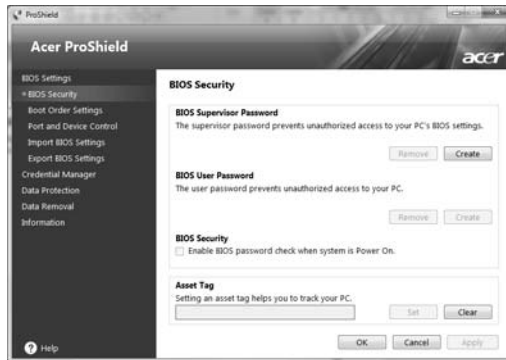 ProShield
Acer ProShield
acer
BIOS Settings
BIOS Security
Boot Order Settings
Port and Device Control
Import BIOS Settings
Export BIOS Settings
Credential Manager
Data Protection
Data Removal
Information
Help
BIOS Security
BIOS Supervisor Password
The supervisor password prevents unauthorized access to your PC's BIOS settings.
Remove Create
BIOS User Password
The user password prevents unauthorized access to your PC.
Remove Create
BIOS Security
Enable BIOS password check when system is Power On.
Asset Tag
Setting an asset tag helps you to track your PC.
Set Clear
OK Cancel Apply